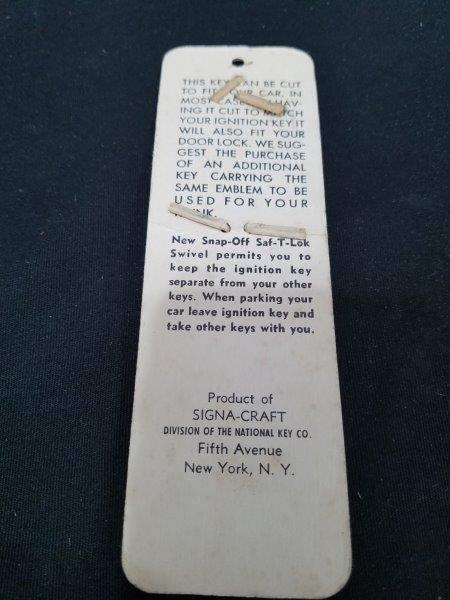 THIS KEY CAN BE CUT
TO FIT YOUR CAR. IN
MOST CASES HAV-
ING IT CUT TO MATCH
YOUR IGNITION KEY IT
WILL ALSO FIT YOUR
DOOR LOCK. WE SUG-
GEST THE PURCHASE
OF AN ADDITIONAL
KEY CARRYING THE
SAME EMBLEM TO BE
USED FOR YOUR
New Snap-Off Saf-T-Lok
Swivel permits you to
keep the ignition key
separate from your other
keys. When parking your
car leave ignition key and
take other keys with you.
Product of
SIGNA-CRAFT
DIVISION OF THE NATIONAL KEY CO.
Fifth Avenue
New York, N. Y.